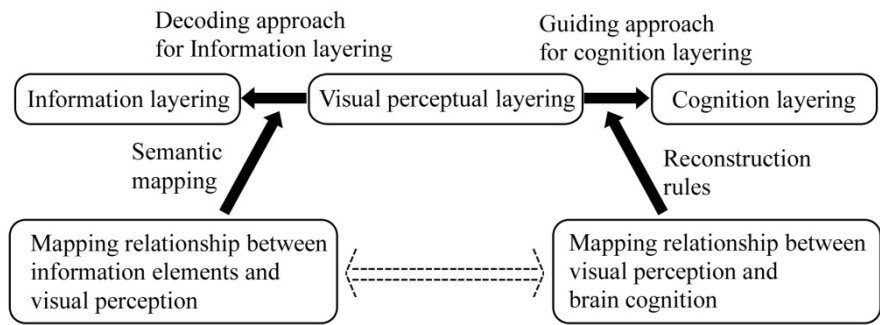 Decoding approach
for Information layering
Guiding approach
for cognition layering
Information layering
Visual perceptual layering
Cognition layering
Semantic
mapping
Reconstruction
rules
Mapping relationship between
information elements and
visual perception
Mapping relationship between
visual perception and
brain cognition